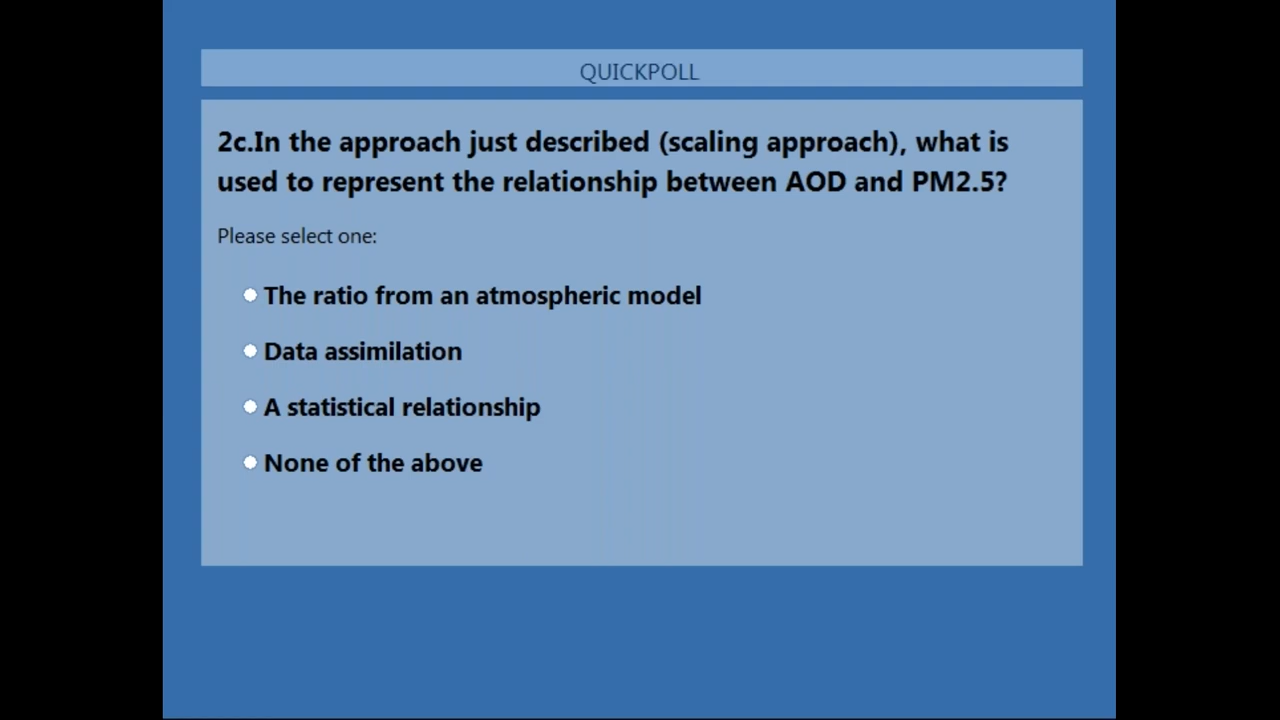 QUICKPOLL
2c.In the approach just described (scaling approach), what is
used to represent the relationship between AOD and PM2.5?
Please select one:
The ratio from an atmospheric model
Data assimilation
A statistical relationship
None of the above